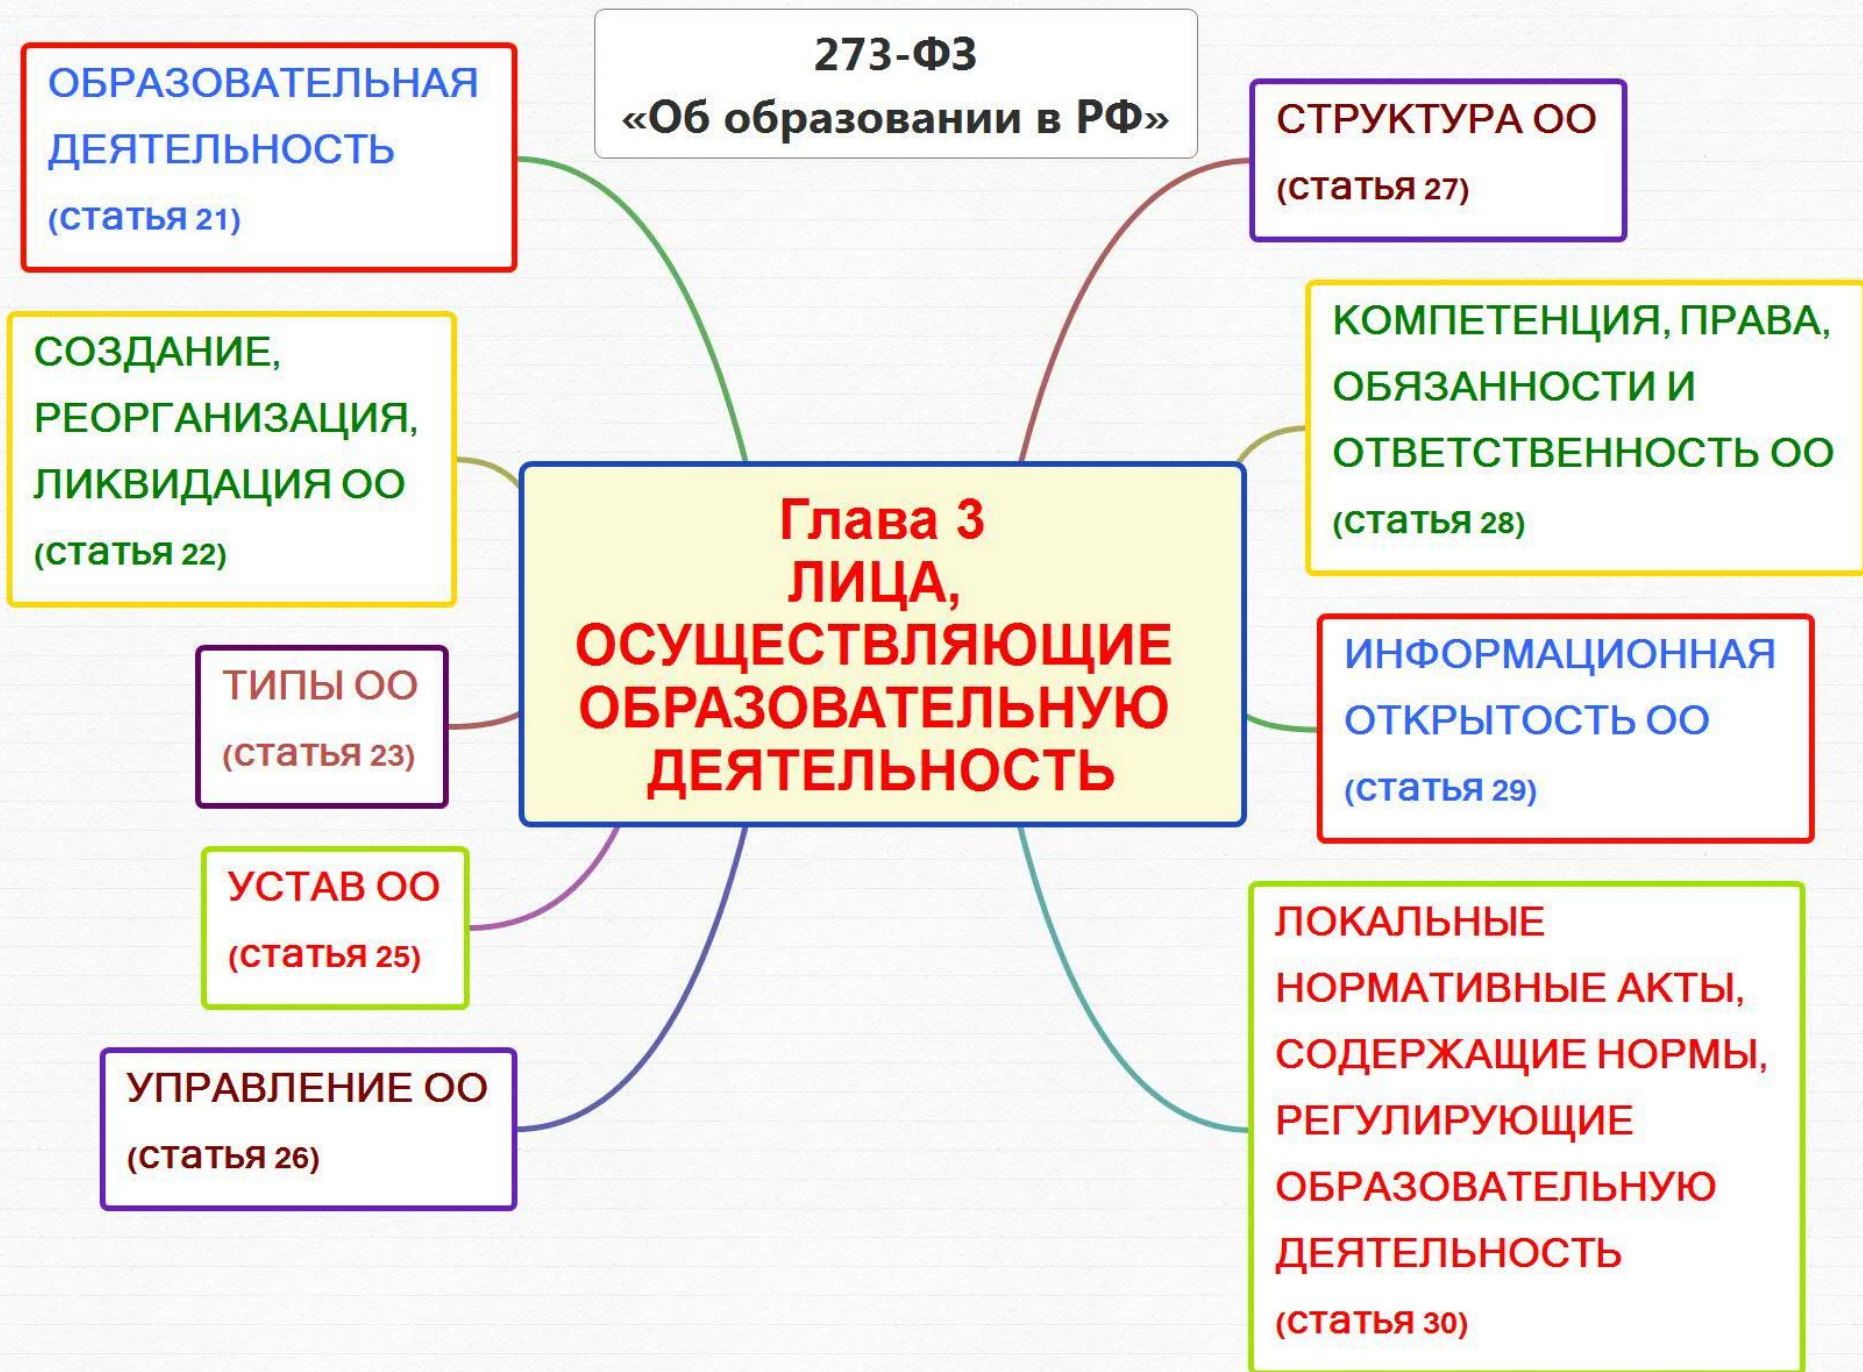 273-ФЗ
«Об образовании в РФ»
ОБРАЗОВАТЕЛЬНАЯ
ДЕЯТЕЛЬНОСТЬ
(статья 21)
СОЗДАНИЕ,
РЕОРГАНИЗАЦИЯ,
ЛИКВИДАЦИЯ ОО
(статья 22)
ТИПЫ ОО
(статья 23)
УСТАВ ОО
(статья 25)
УПРАВЛЕНИЕ ОО
(статья 26)
Глава 3
ЛИЦА,
ОСУЩЕСТВЛЯЮЩИЕ
ОБРАЗОВАТЕЛЬНУЮ
ДЕЯТЕЛЬНОСТЬ
СТРУКТУРА ОО
(статья 27)
КОМПЕТЕНЦИЯ, ПРАВА,
ОБЯЗАННОСТИ И
ОТВЕТСТВЕННОСТЬ ОО
(статья 28)
ИНФОРМАЦИОННАЯ
ОТКРЫТОСТЬ ОО
(статья 29)
ЛОКАЛЬНЫЕ
НОРМАТИВНЫЕ АКТЫ,
СОДЕРЖАЩИЕ НОРМЫ,
РЕГУЛИРУЮЩИЕ
ОБРАЗОВАТЕЛЬНУЮ
ДЕЯТЕЛЬНОСТЬ
(статья 30)